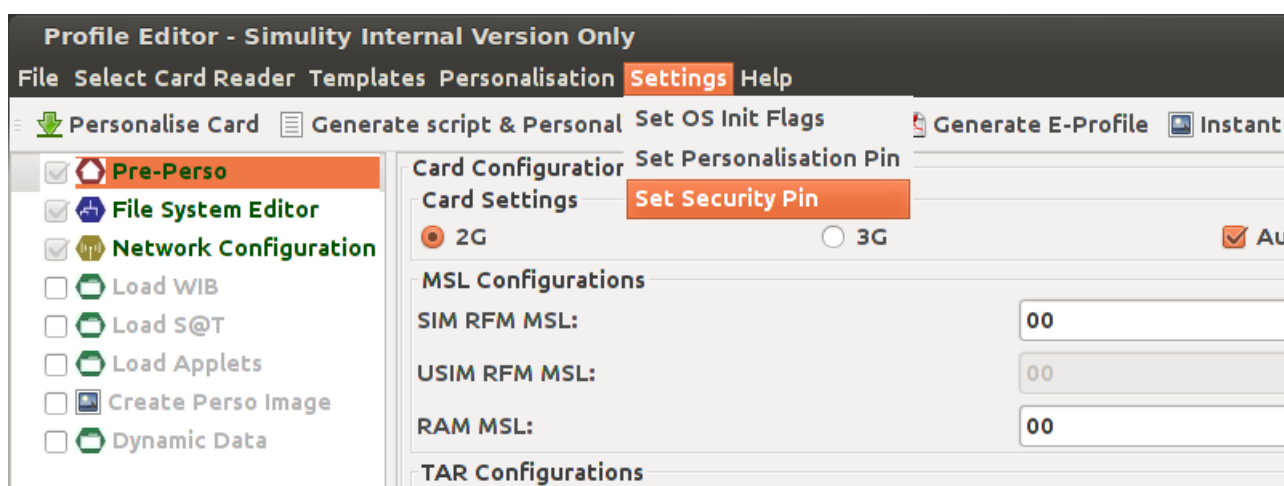 Profile Editor - Simulity Internal Version Only
File Select Card Reader Templates Personalisation Settings Help
Personalise Card Generate script & Personal Generate E-Profile Instant
Set OS Init Flags
Set Personalisation Pin
Set Security Pin
Pre-Perso
File System Editor
Network Configuration
Load WIB
Load S@T
Load Applets
Create Perso Image
Dynamic Data
Card Configuration
Card Settings
2G 3G Au
MSL Configurations
SIM RFM MSL: 00
USIM RFM MSL: 00
RAM MSL: 00
TAR Configurations